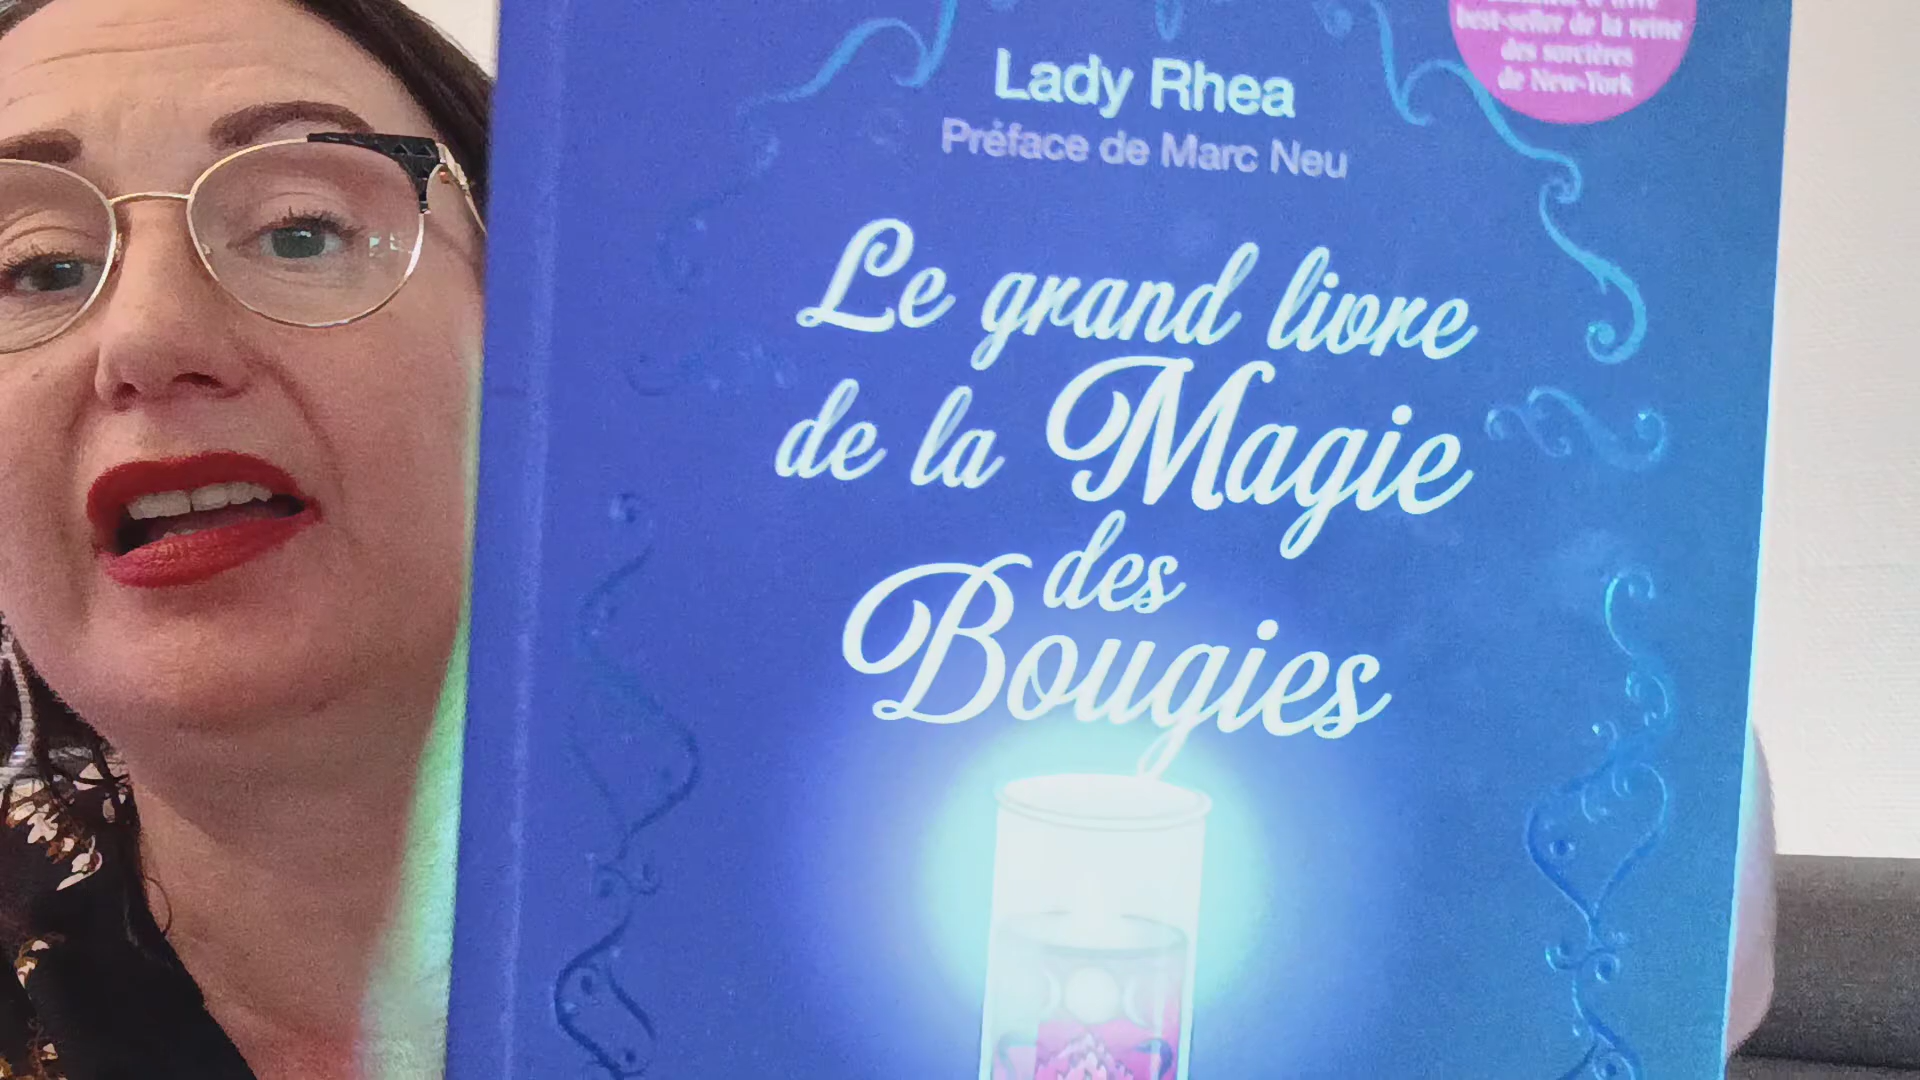 Lady Rhea
Préface de Marc Neu
best-seller de la reine
des sorcières
de New-York
Le grand livre
de la Magie
des
Bougies